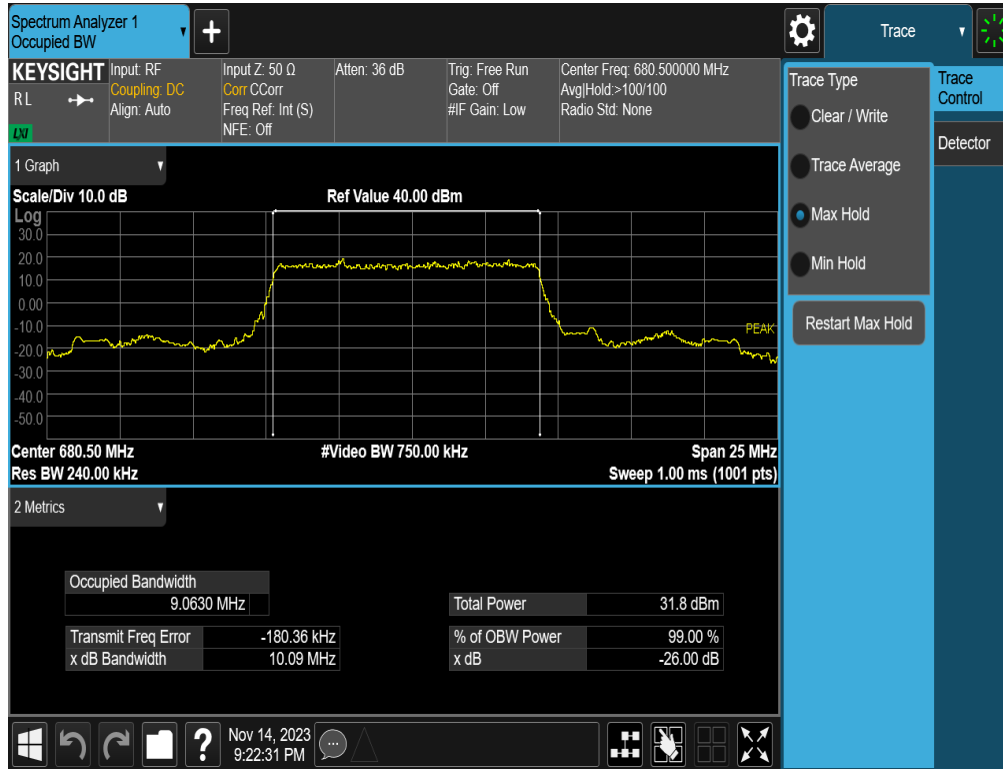 Spectrum Analyzer 1
Occupied BW
+
Trace
KEYSIGHT
RL
LXI
Input: RF
Coupling: DC
Align: Auto
Input Z: 50 Ω
Corr CCorr
Freq Ref: Int (S)
NFE: Off
Atten: 36 dB
Trig: Free Run
Gate: Off
#IF Gain: Low
Center Freq: 680.500000 MHz
Avg|Hold:>100/100
Radio Std: None
Trace Type
Clear / Write
Trace Average
Max Hold
Min Hold
Restart Max Hold
Trace
Control
Detector
1 Graph
Scale/Div 10.0 dB
Ref Value 40.00 dBm
Log
30.0
20.0
10.0
0.00
-10.0
-20.0
-30.0
-40.0
-50.0
PEAK
Center 680.50 MHz
#Video BW 750.00 kHz
Span 25 MHz
Res BW 240.00 kHz
Sweep 1.00 ms (1001 pts)
2 Metrics
Occupied Bandwidth
9.0630 MHz
Total Power 31.8 dBm
Transmit Freq Error -180.36 kHz
% of OBW Power 99.00 %
x dB Bandwidth 10.09 MHz
x dB -26.00 dB
?
Nov 14, 2023
9:22:31 PM